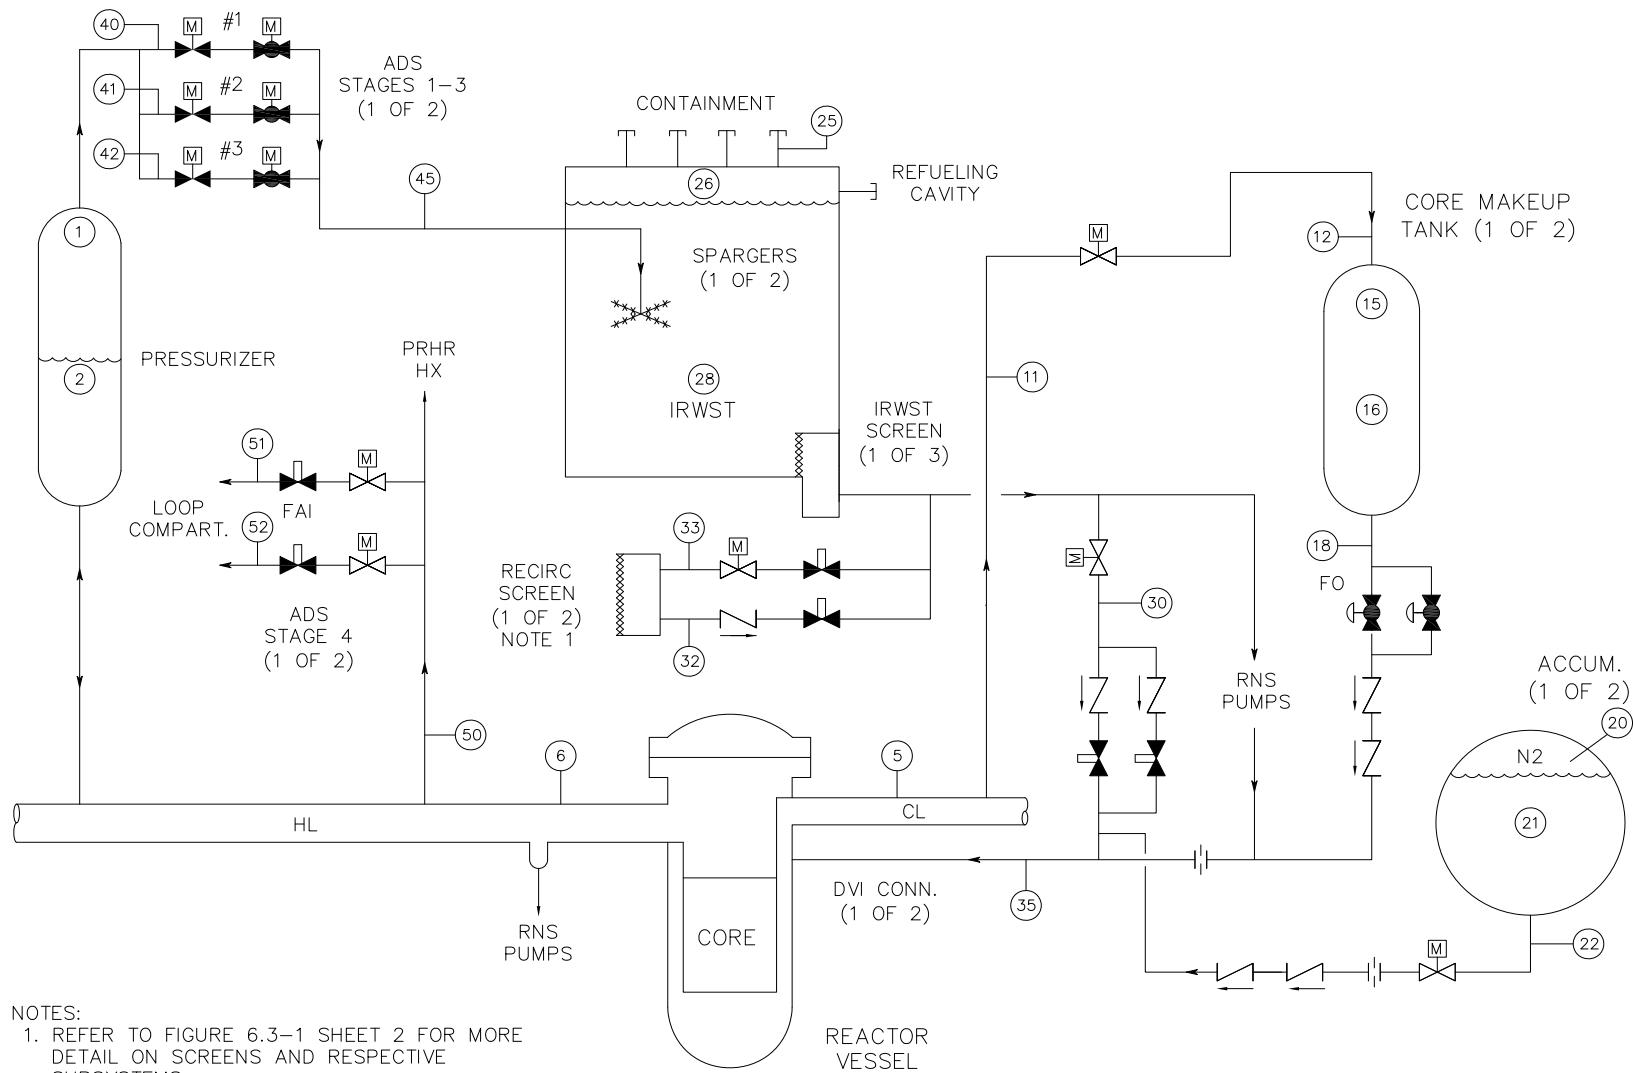 40
M
#1
M
41
M
#2
M
42
M
#3
M
ADS
STAGES 1-3
(1 OF 2)
45
CONTAINMENT
25
26
REFUELING
CAVITY
SPARGERS
(1 OF 2)
28
IRWST
IRWST
SCREEN
(1 OF 3)
M
11
CORE MAKEUP
TANK (1 OF 2)
12
15
16
18
FO
1
2
PRESSURIZER
PRHR
HX
51
M
FAI
LOOP
COMPART.
52
M
ADS
STAGE 4
(1 OF 2)
50
33
M
RECIRC
SCREEN
(1 OF 2)
NOTE 1
32
M
30
RNS
PUMPS
ACCUM.
(1 OF 2)
20
N2
21
22
M
6
5
HL
CL
RNS
PUMPS
CORE
DVI CONN.
(1 OF 2)
35
REACTOR
VESSEL
NOTES:
1. REFER TO FIGURE 6.3-1 SHEET 2 FOR MORE
DETAIL ON SCREENS AND RESPECTIVE